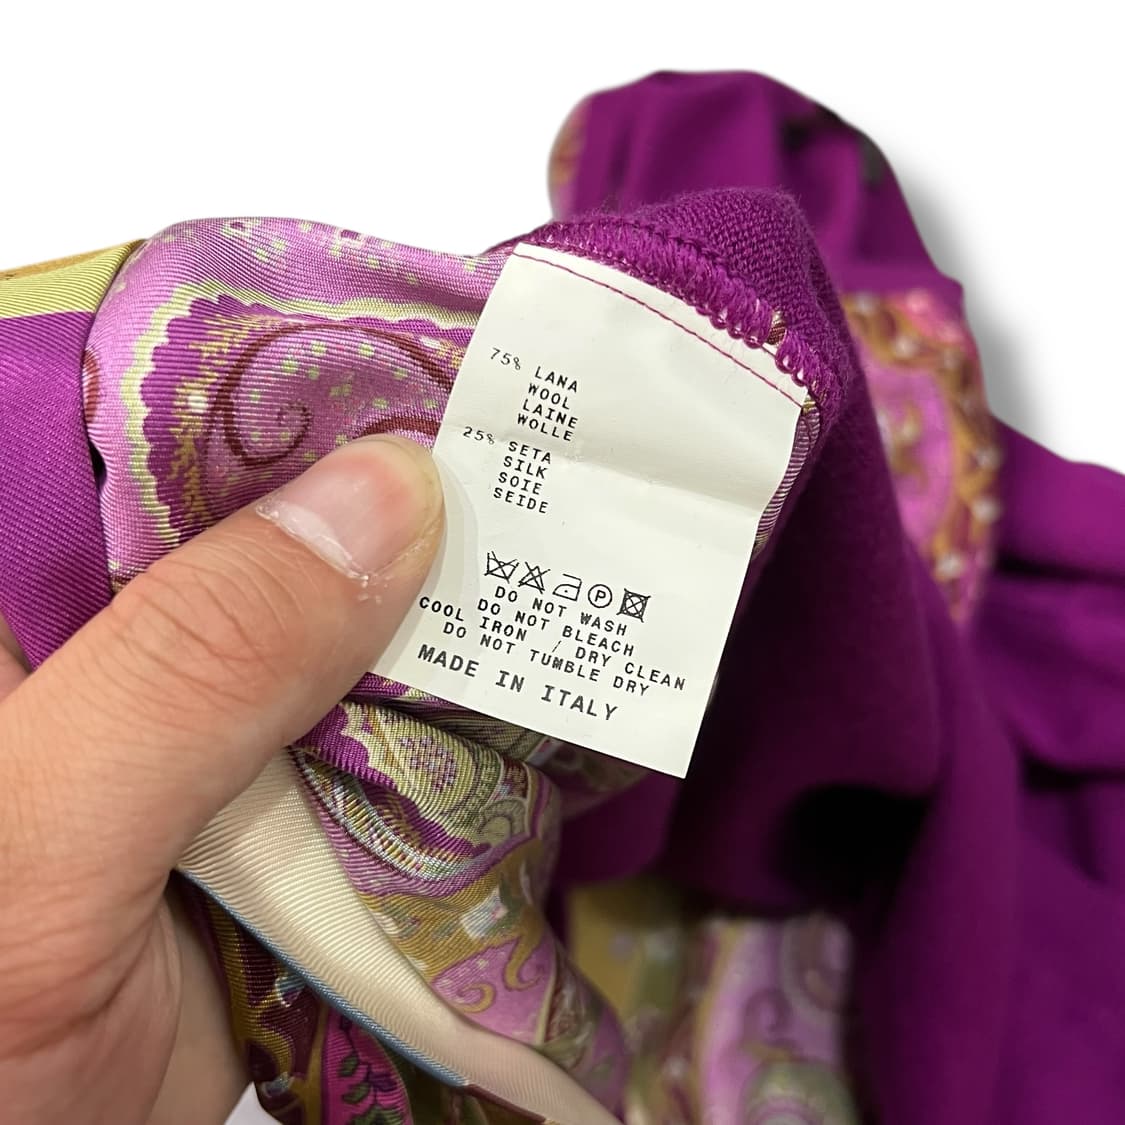 75% LANA
WOOL
LAINE
WOLLE
25% SETA
SILK
SOIE
SEIDE
P
DO NOT WASH
DO NOT BLEACH
COOL IRON / DRY CLEAN
DO NOT TUMBLE DRY
MADE IN ITALY